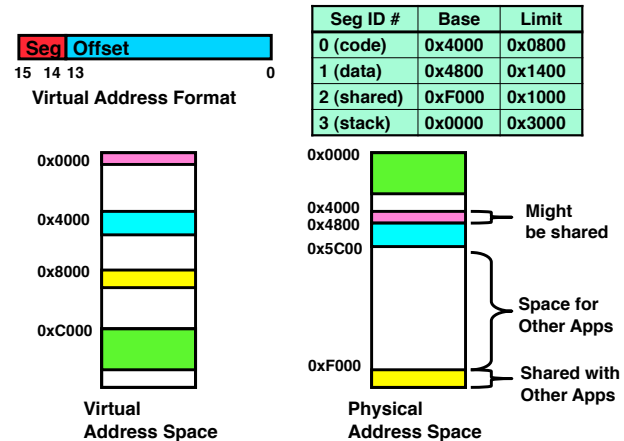 Seg Offset
15 14 13 0
Virtual Address Format
Seg ID # Base Limit
0 (code) 0x4000 0x0800
1 (data) 0x4800 0x1400
2 (shared) 0xF000 0x1000
3 (stack) 0x0000 0x3000
0x0000
0x4000
0x8000
0xC000
Virtual
Address Space
0x0000
0x4000
0x4800
0x5C00
0xF000
Might
be shared
Space for
Other Apps
Shared with
Other Apps
Physical
Address Space